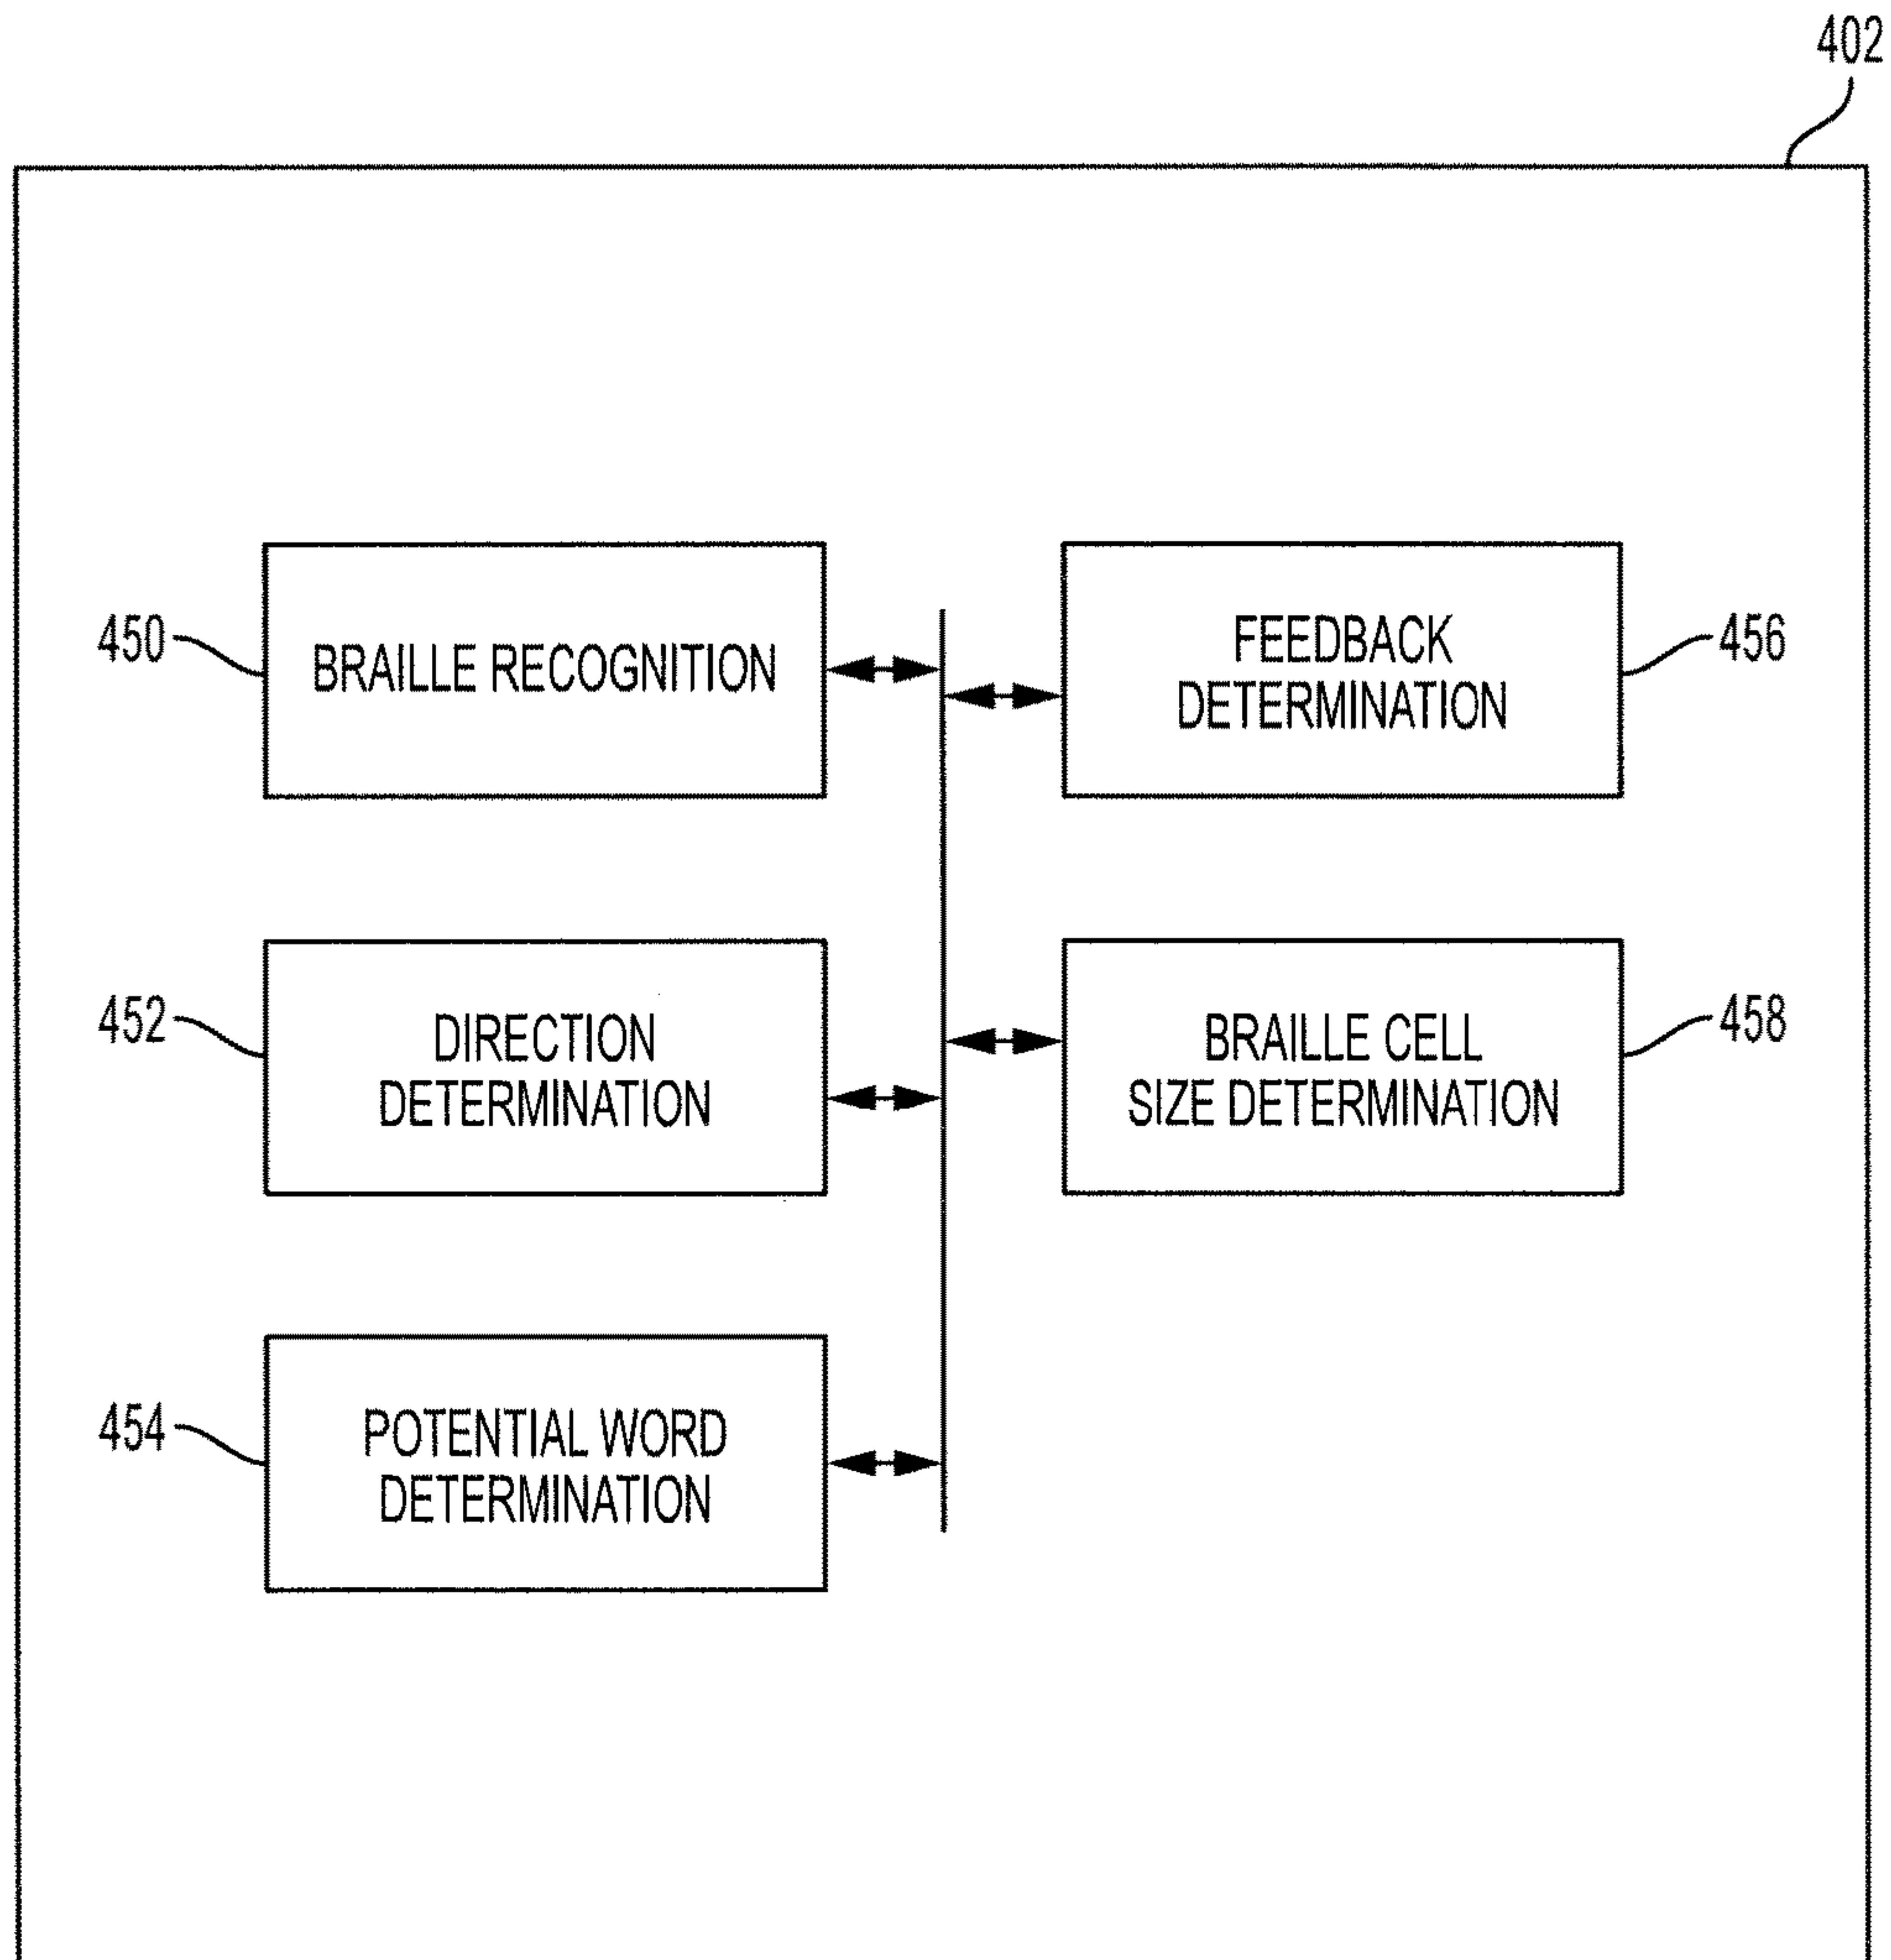 402
450
BRAILLE RECOGNITION
FEEDBACK
DETERMINATION
456
452
DIRECTION
DETERMINATION
BRAILLE CELL
SIZE DETERMINATION
458
454
POTENTIAL WORD
DETERMINATION